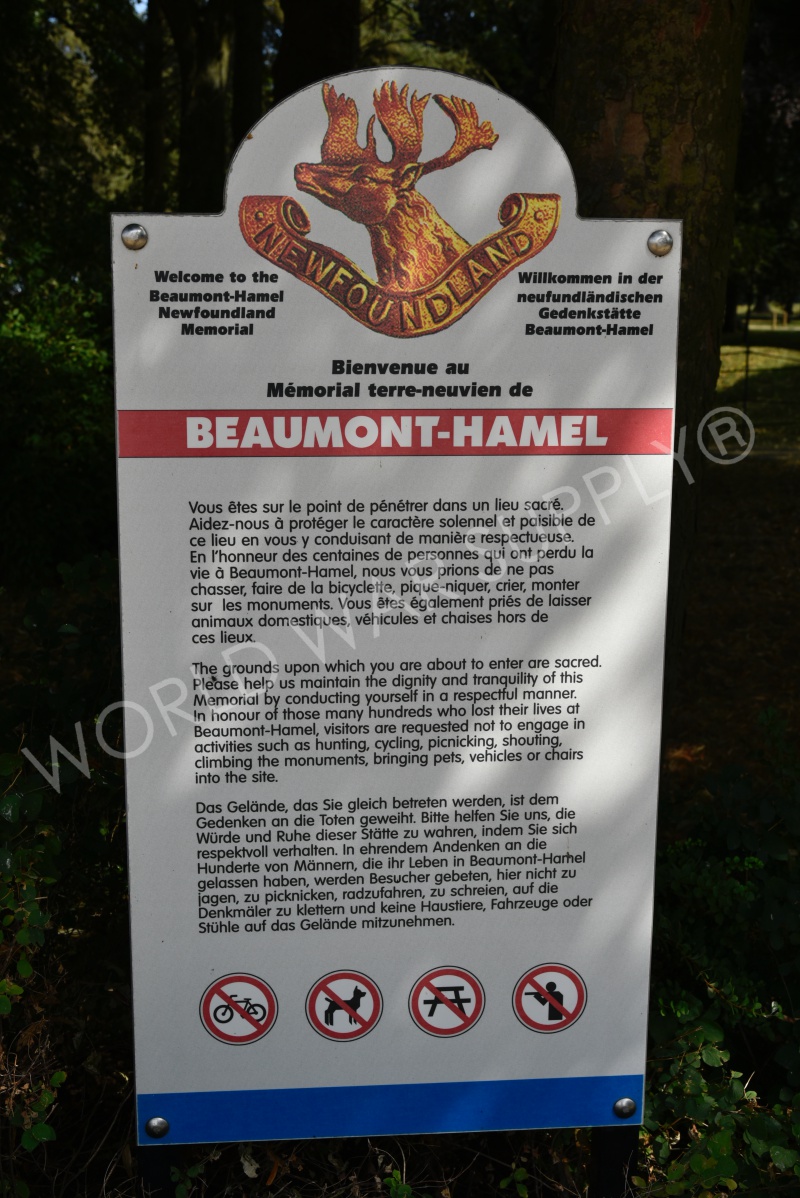 NEWFOUNDLAND
Welcome to the
Beaumont-Hamel
Newfoundland
Memorial
Willkommen in der
neufundländischen
Gedenkstätte
Beaumont-Hamel
Bienvenue au
Mémorial terre-neuvien de
BEAUMONT-HAMEL
Vous êtes sur le point de pénétrer dans un lieu sacré.
Aidez-nous à protéger le caractère solennel et paisible de
ce lieu en vous y conduisant de manière respectueuse.
En l'honneur des centaines de personnes qui ont perdu la
vie à Beaumont-Hamel, nous vous prions de ne pas
chasser, faire de la bicyclette, pique-niquer, crier, monter
sur les monuments. Vous êtes également priés de laisser
animaux domestiques, véhicules et chaises hors de
ces lieux.
The grounds upon which you are about to enter are sacred.
Please help us maintain the dignity and tranquility of this
Memorial by conducting yourself in a respectful manner.
In honour of those many hundreds who lost their lives at
Beaumont-Hamel, visitors are requested not to engage in
activities such as hunting, cycling, picnicking, shouting,
climbing the monuments, bringing pets, vehicles or chairs
into the site.
Das Gelände, das Sie gleich betreten werden, ist dem
Gedenken an die Toten geweiht. Bitte helfen Sie uns, die
Würde und Ruhe dieser Stätte zu wahren, indem Sie sich
respektvoll verhalten. In ehrendem Andenken an die
Hunderte von Männern, die ihr Leben in Beaumont-Hamel
gelassen haben, werden Besucher gebeten, hier nicht zu
jagen, zu picknicken, radzufahren, zu schreien, auf die
Denkmäler zu klettern und keine Haustiere, Fahrzeuge oder
Stühle auf das Gelände mitzunehmen.
WORLD WAR SUPPLY®